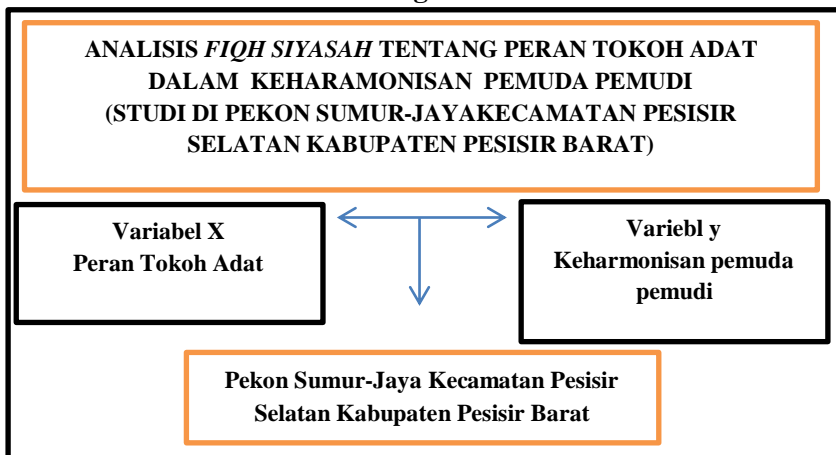 ANALISIS FIQH SIYASAH TENTANG PERAN TOKOH ADAT
DALAM KEHARAMONISAN PEMUDA PEMUDI
(STUDI DI PEKON SUMUR-JAYAKECAMATAN PESISIR
SELATAN KABUPATEN PESISIR BARAT)
Variabel X
Peran Tokoh Adat
Variebl y
Keharmonisan pemuda
pemudi
Pekon Sumur-Jaya Kecamatan Pesisir
Selatan Kabupaten Pesisir Barat